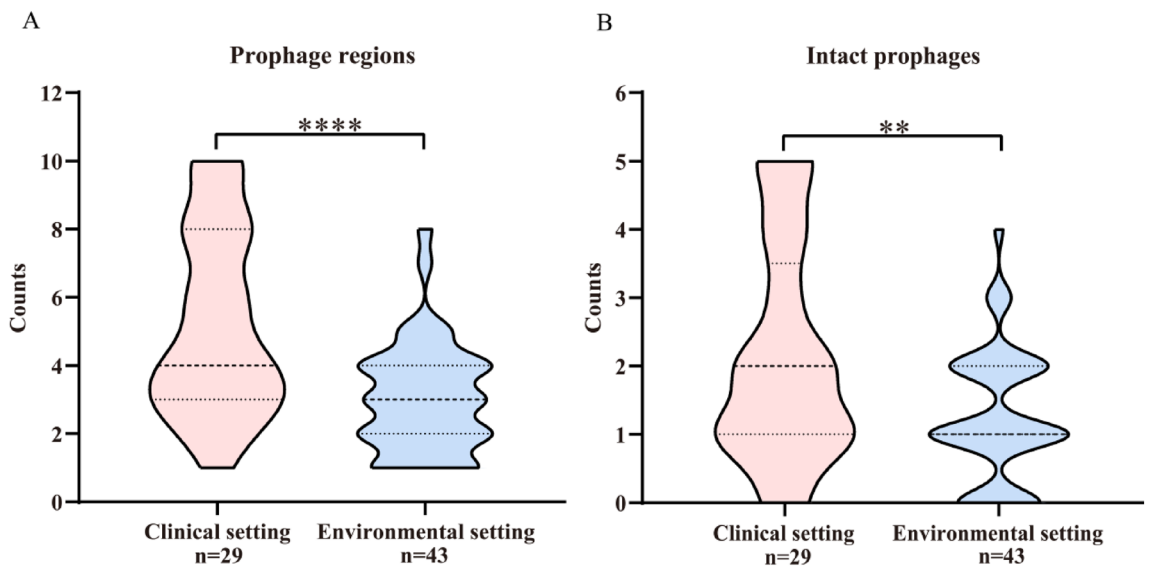 A
Prophage regions
Counts
12
10
8
6
4
2
0
****
Clinical setting
n=29
Environmental setting
n=43
B
Intact prophages
Counts
6
5
4
3
2
1
0
**
Clinical setting
n=29
Environmental setting
n=43